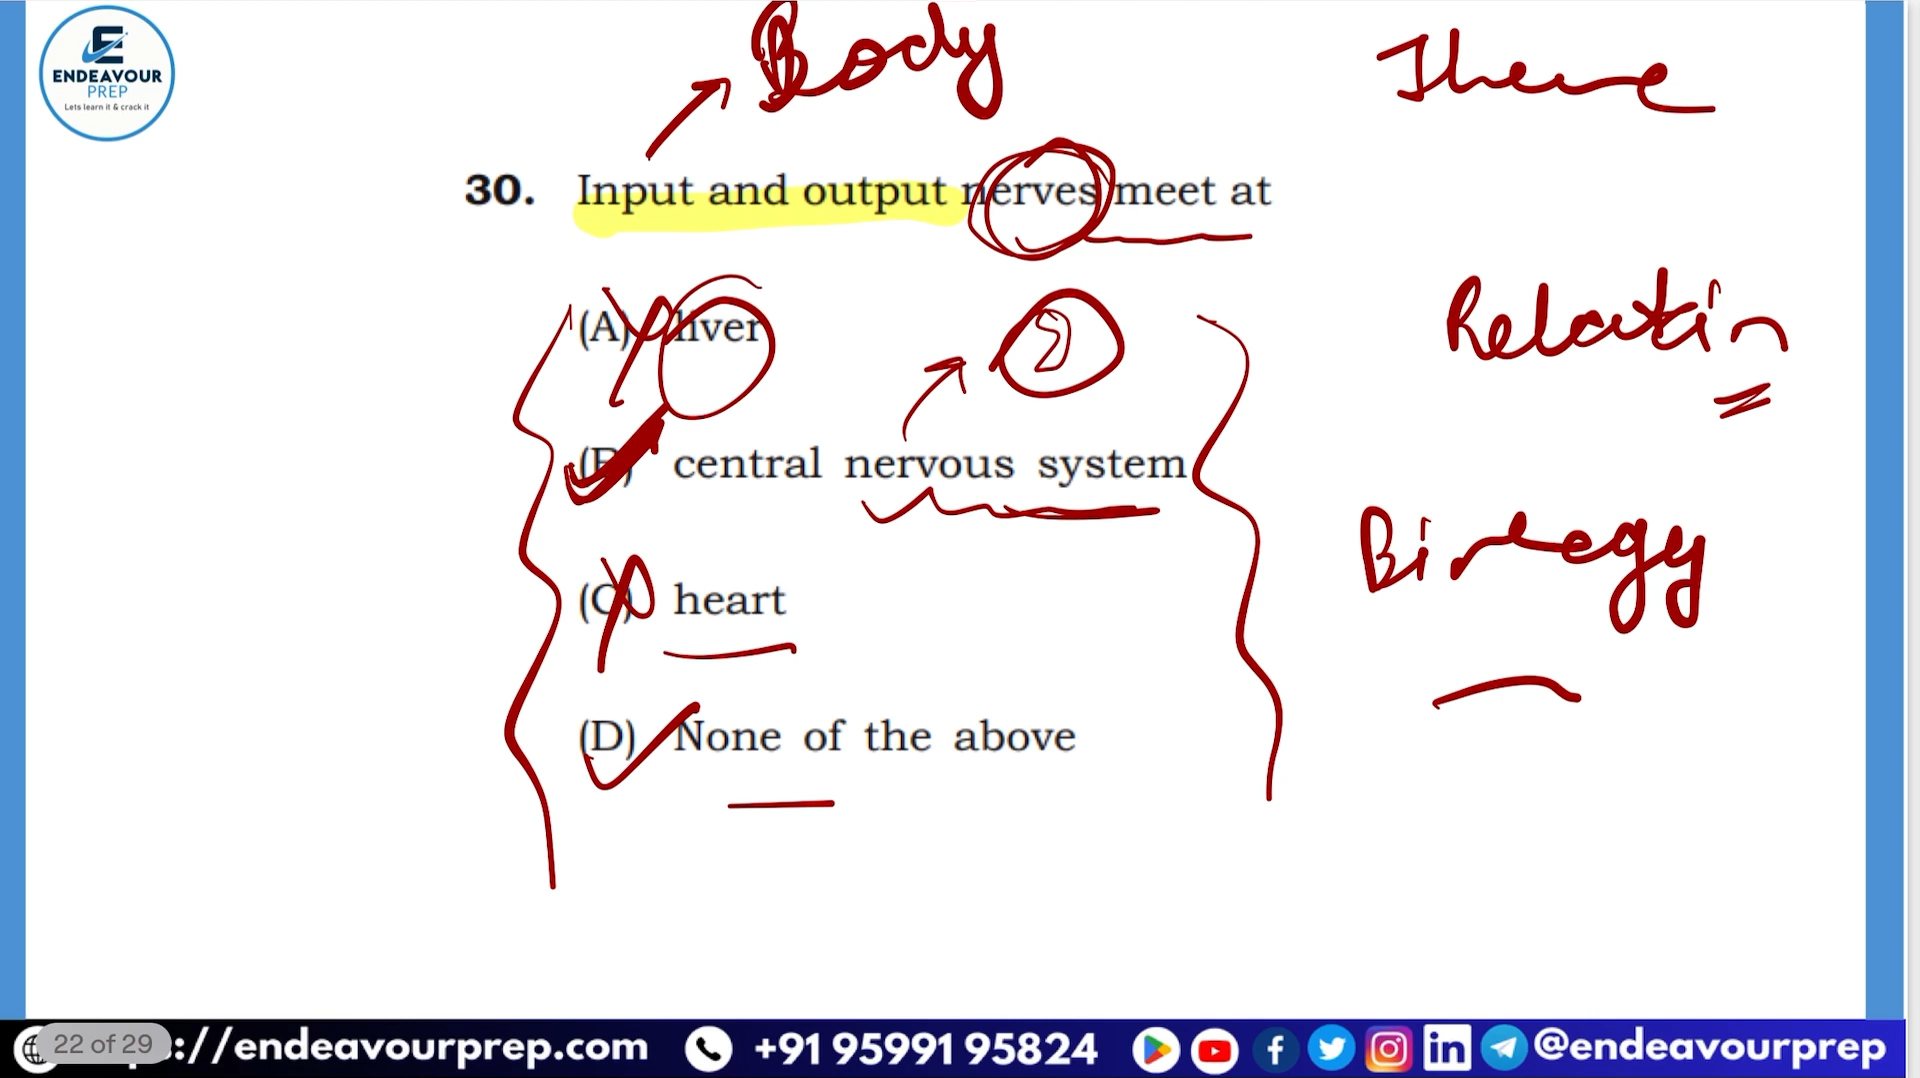 ENDEAVOUR
PREP
Lets learn it & crack it
Body
Theme
30. Input and output nerves meet at
(A) liver
Relation
(B) central nervous system
Biology
(C) heart
(D) None of the above
22 of 29
://endeavourprep.com +91 95991 95824 @endeavourprep